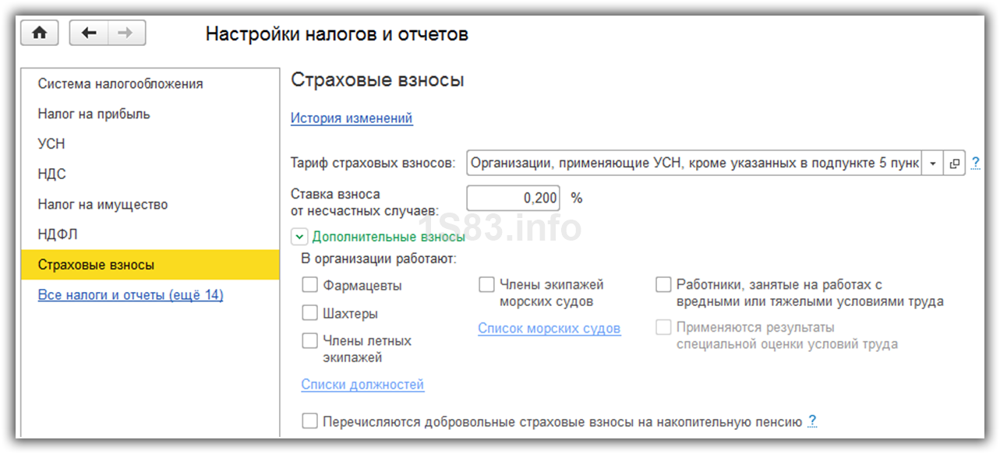 Настройки налогов и отчетов
Система налогообложения
Налог на прибыль
УСН
НДС
Налог на имущество
НДФЛ
Страховые взносы
Все налоги и отчеты (ещё 14)
Страховые взносы
История изменений
Тариф страховых взносов: Организации, применяющие УСН, кроме указанных в подпункте 5 пунк ?
Ставка взноса
от несчастных случаев: 0,200 %
1S83.info
Дополнительные взносы
В организации работают:
Фармацевты
Шахтеры
Члены летных
экипажей
Списки должностей
Члены экипажей
морских судов
Список морских судов
Работники, занятые на работах с
вредными или тяжелыми условиями труда
Применяются результаты
специальной оценки условий труда
Перечисляются добровольные страховые взносы на накопительную пенсию ?